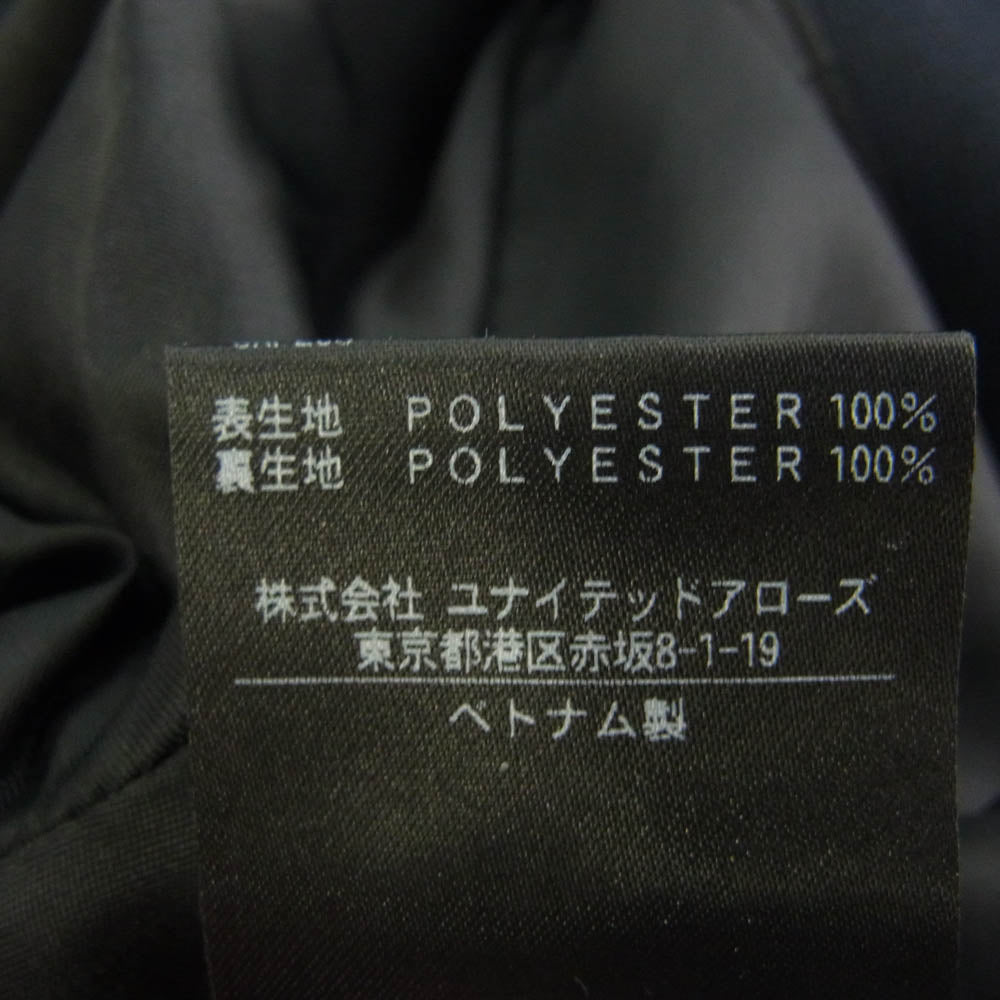 表生地 POLYESTER 100%
裏生地 POLYESTER 100%
株式会社 ユナイテッドアローズ
東京都港区赤坂8-1-19
ベトナム製